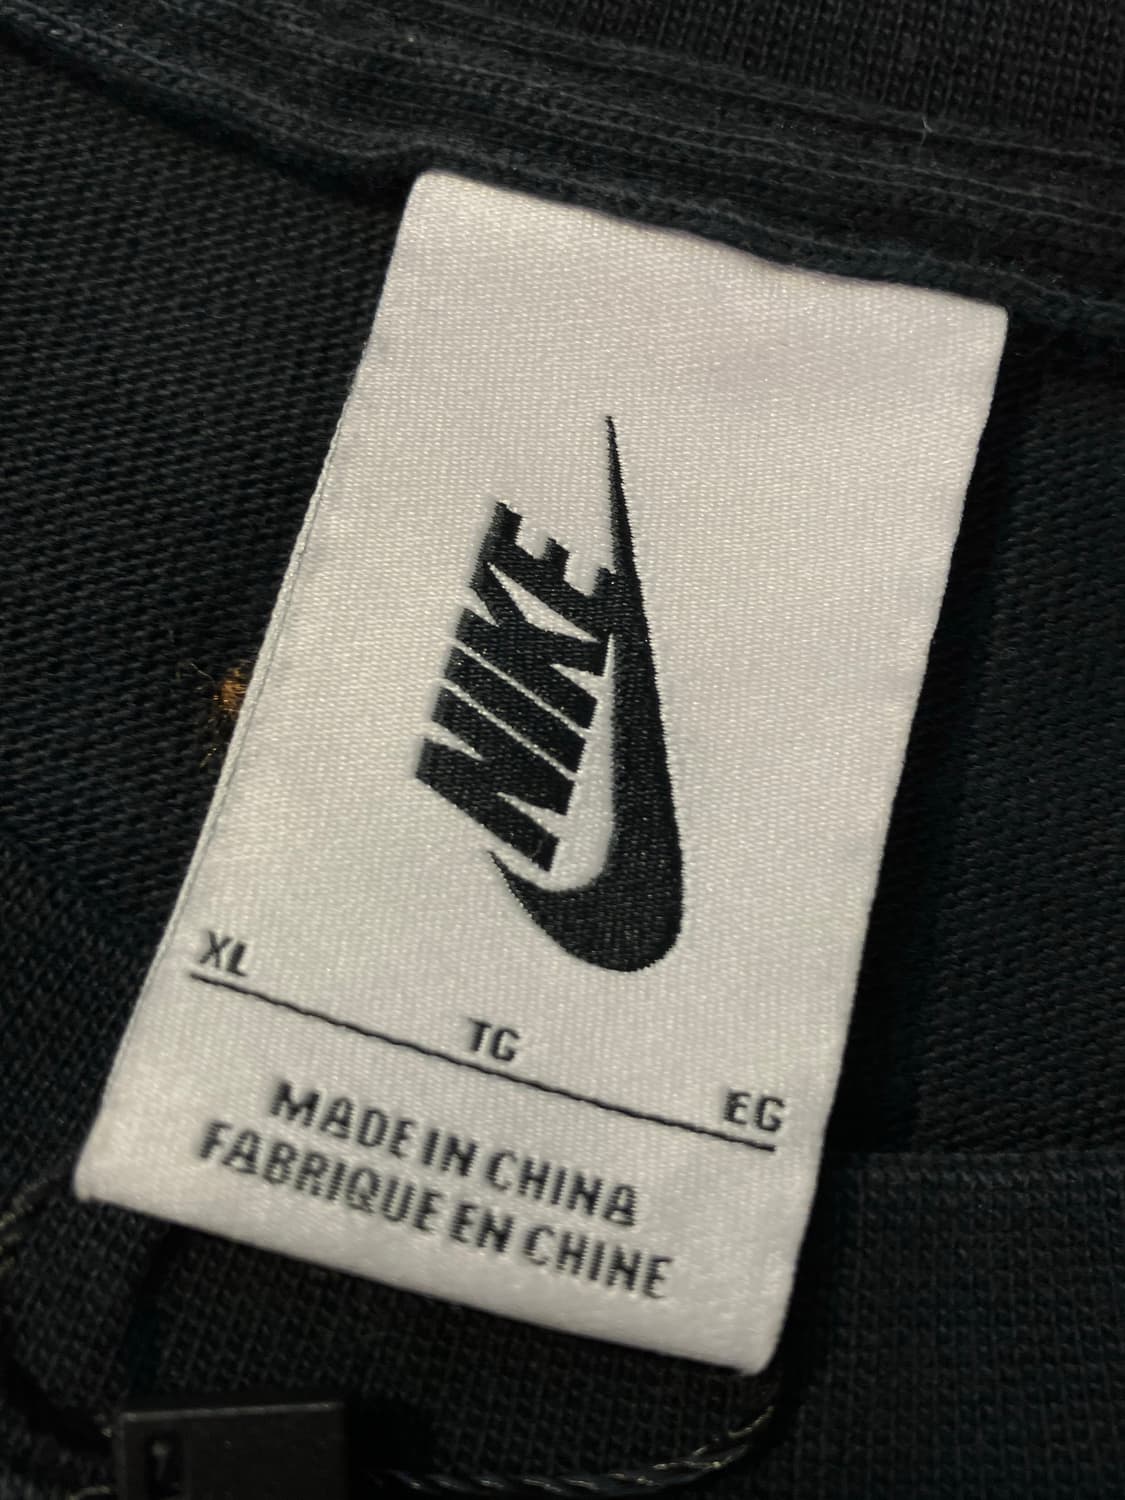 NIKE
XL
TG
EG
MADE IN CHINA
FABRIQUE EN CHINE